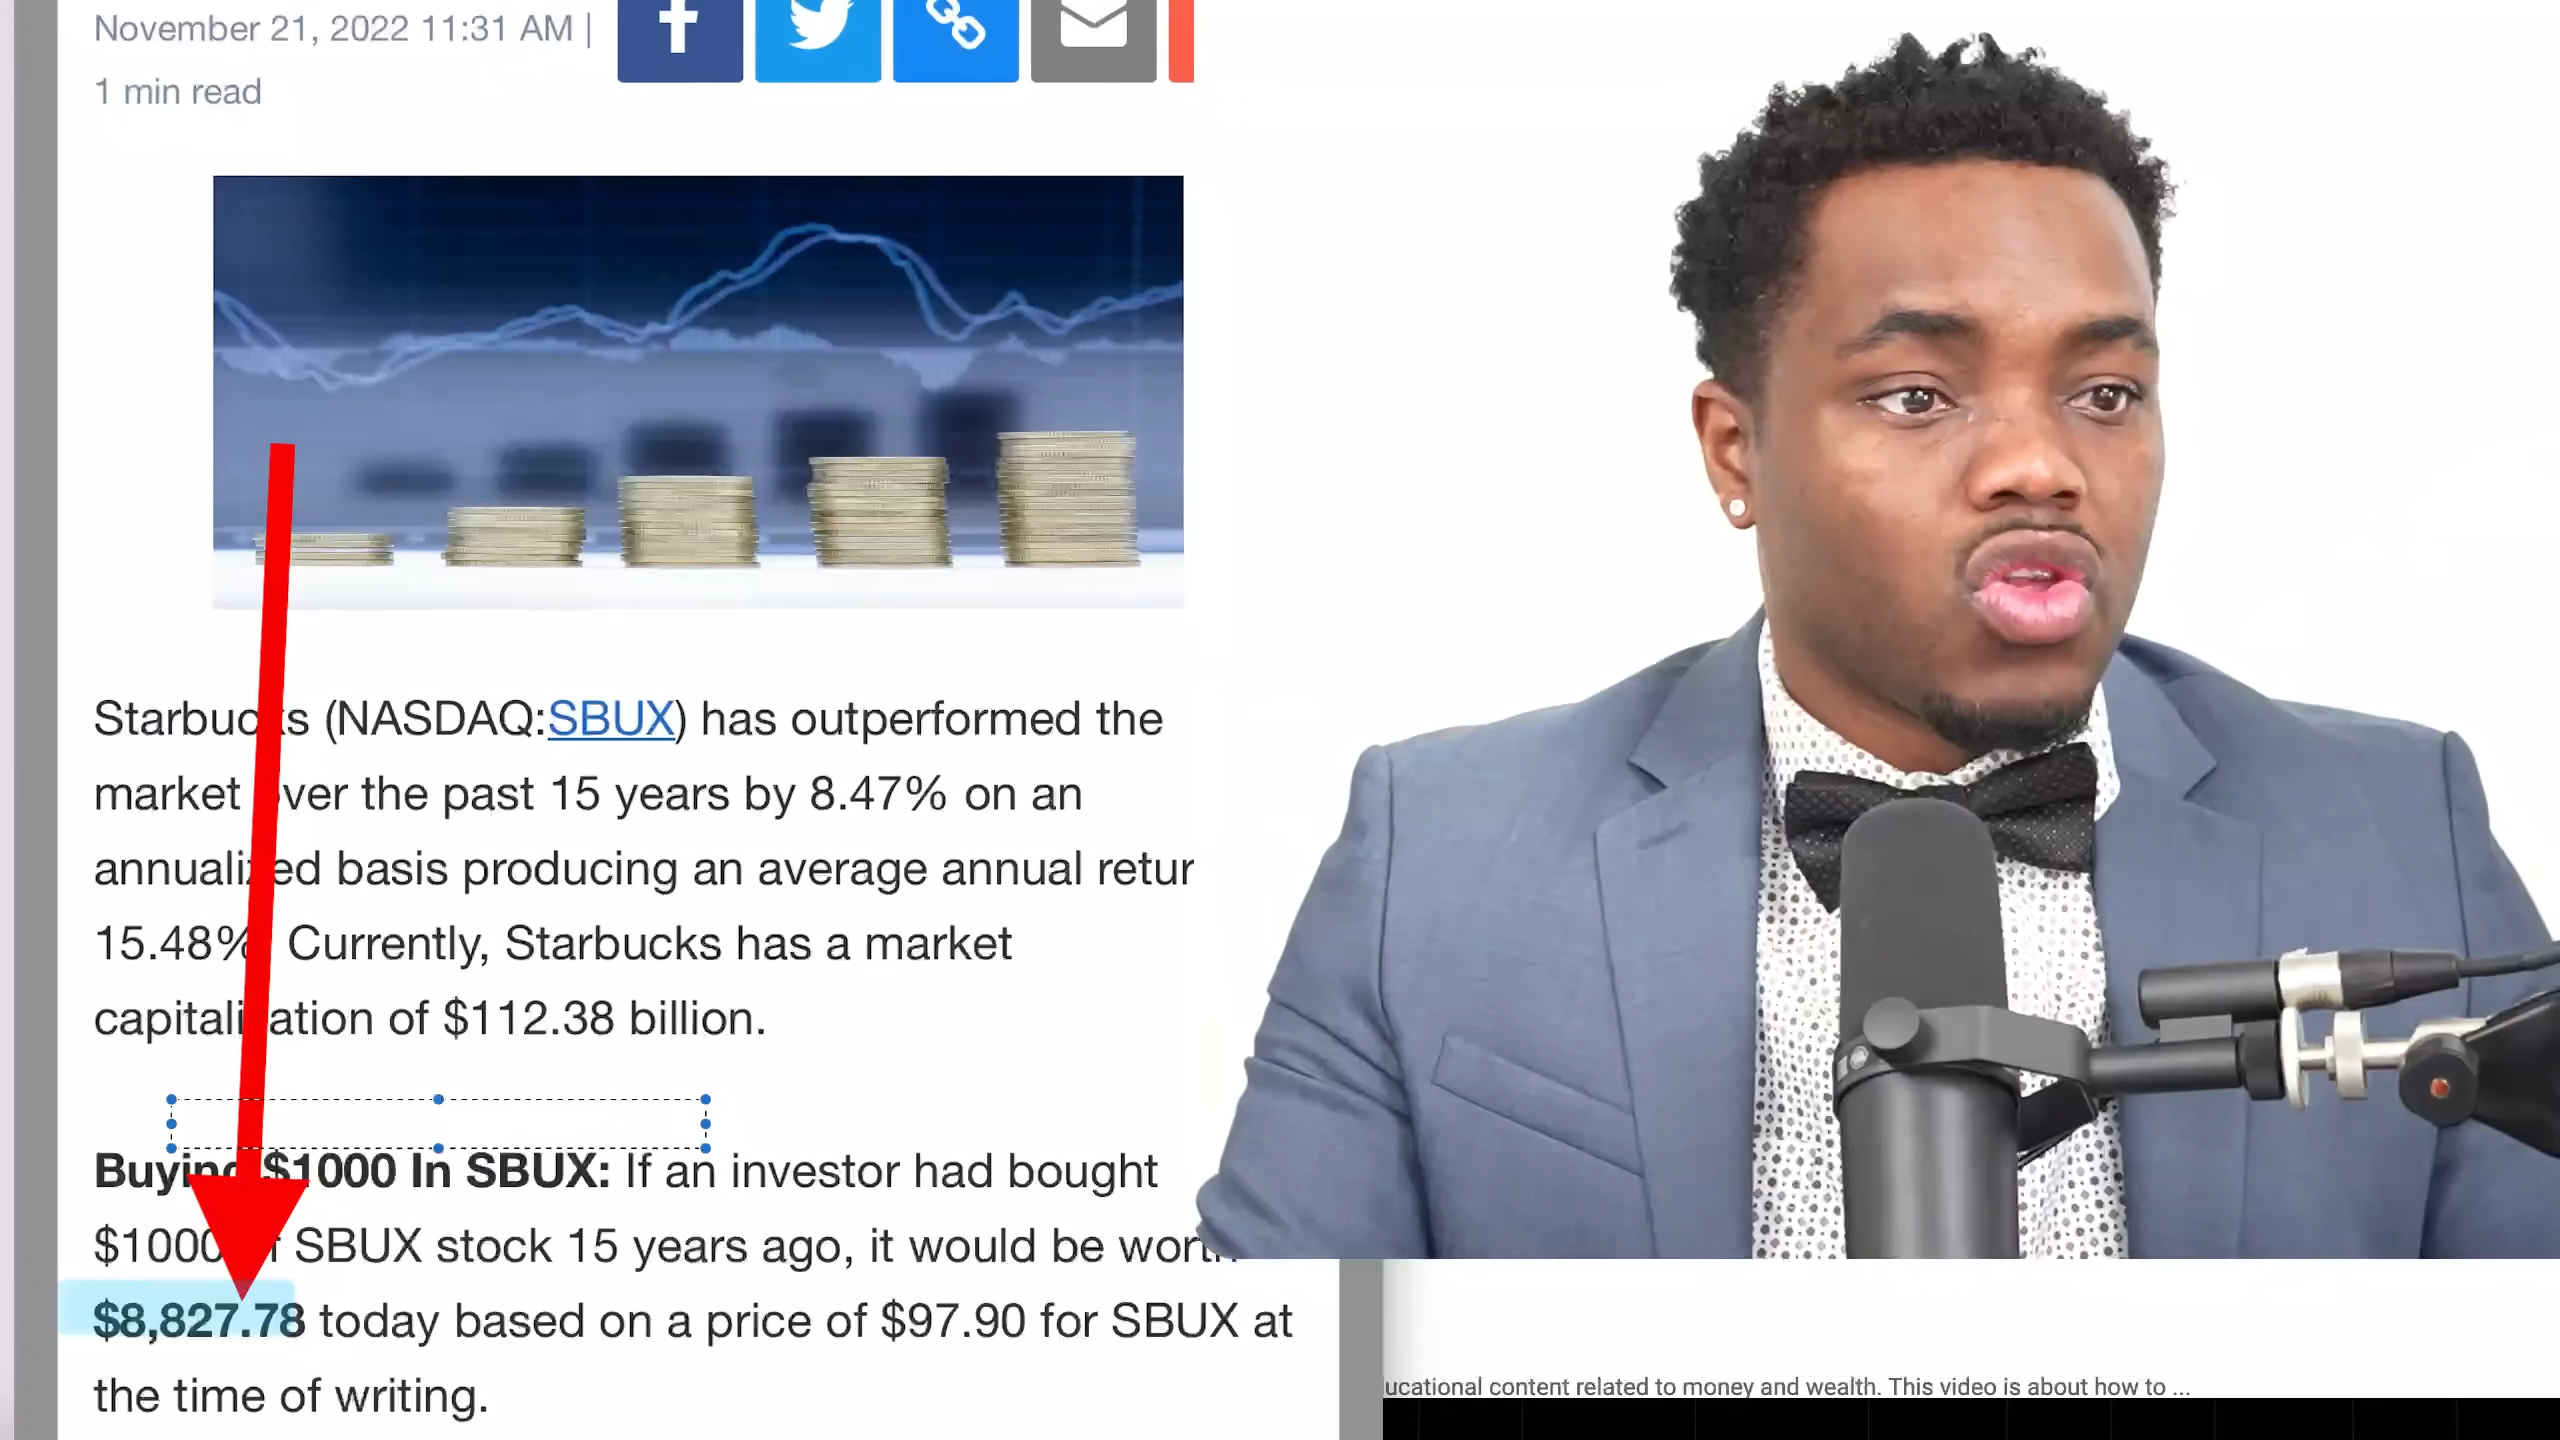 November 21, 2022 11:31 AM |
1 min read
Starbucks (NASDAQ:SBUX) has outperformed the
market over the past 15 years by 8.47% on an
annualized basis producing an average annual retur
15.48%. Currently, Starbucks has a market
capitalization of $112.38 billion.
Buying $1000 In SBUX: If an investor had bought
$1000 of SBUX stock 15 years ago, it would be worth
$8,827.78 today based on a price of $97.90 for SBUX at
the time of writing.
ucational content related to money and wealth. This video is about how to ...